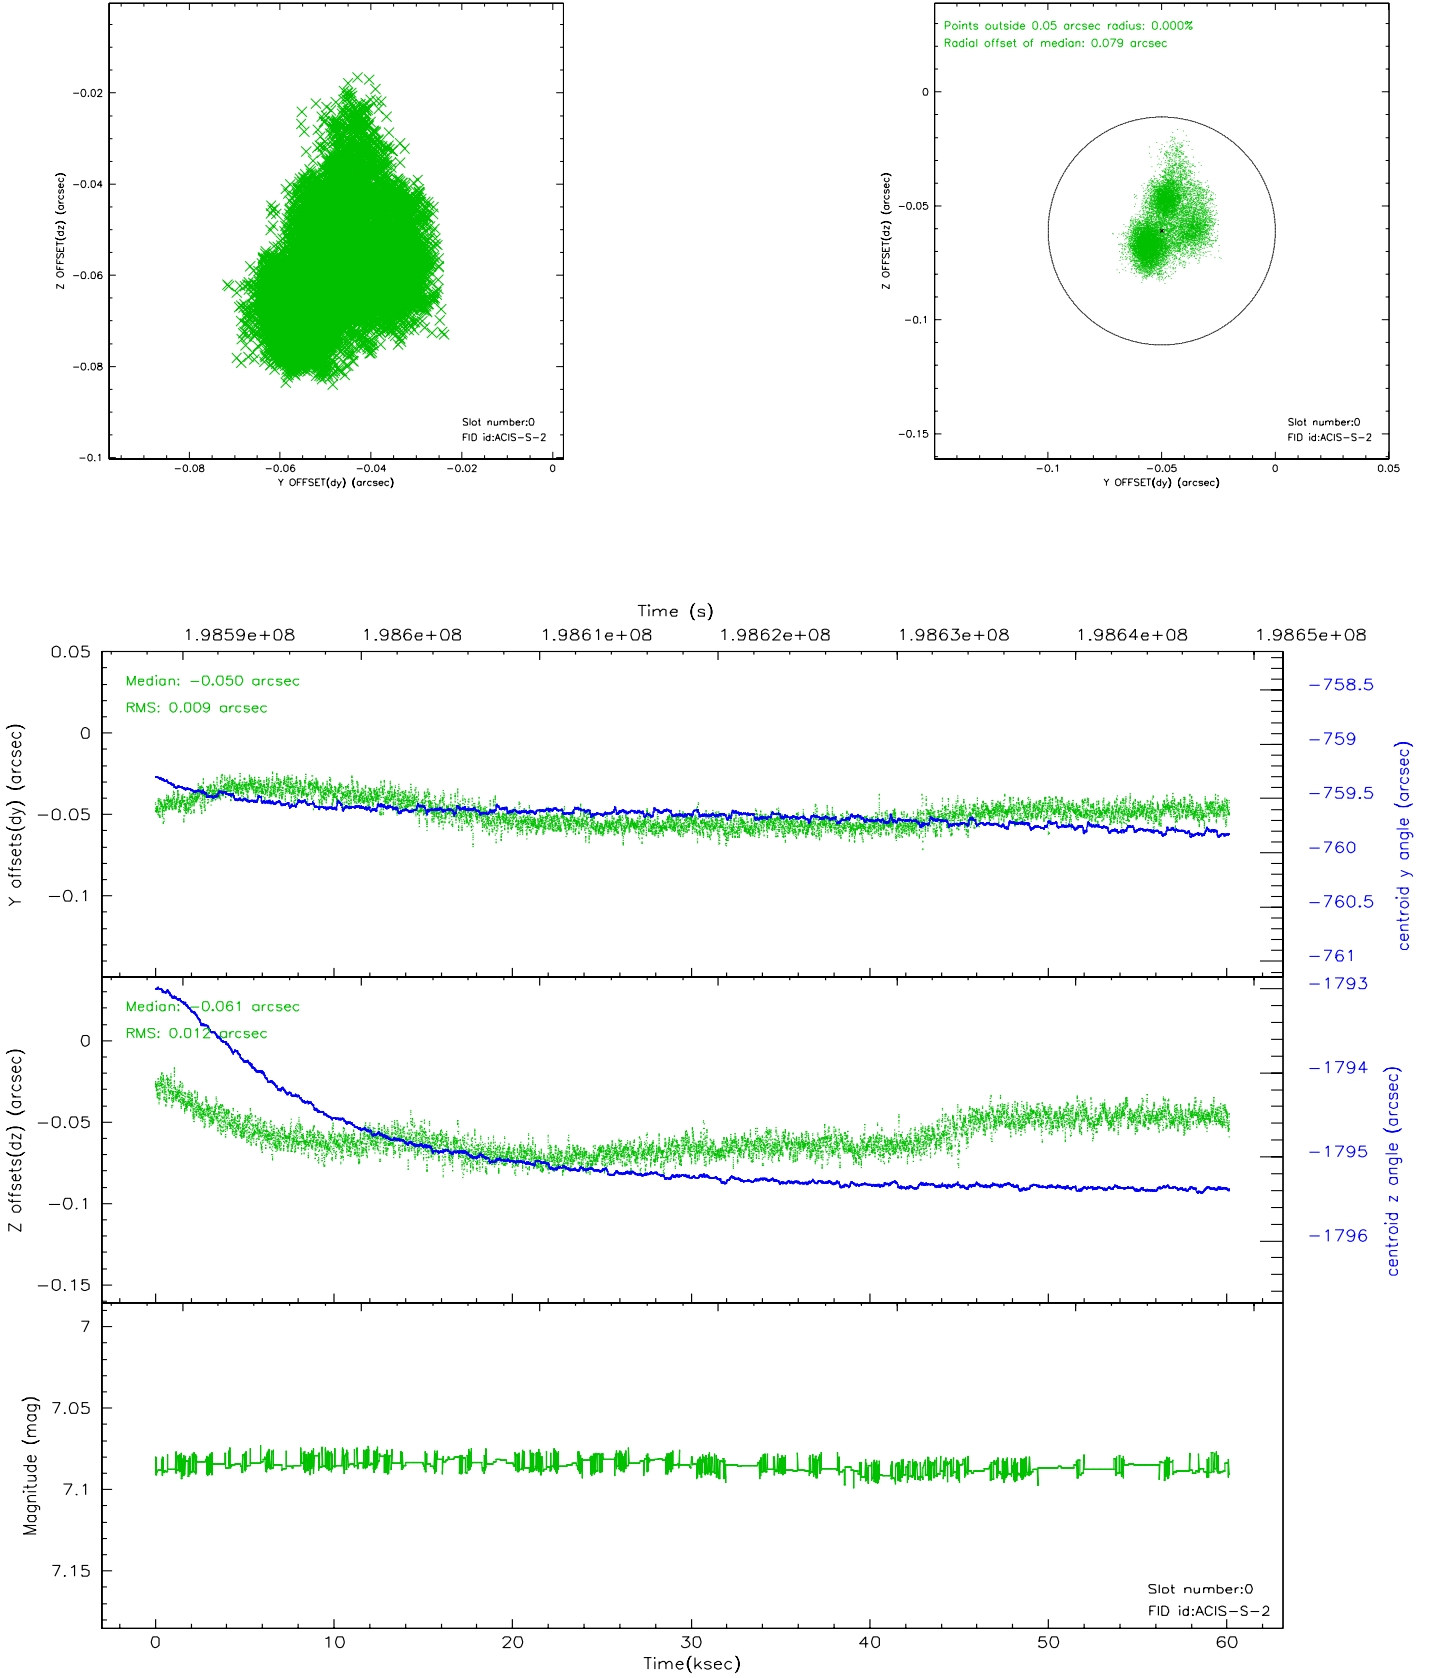 −0.02
−0.04
−0.06
−0.08
−0.1
Z OFFSET(dz) (arcsec)
Slot number:0
FID id:ACIS−S−2
−0.08 −0.06 −0.04 −0.02 0
Y OFFSET(dy) (arcsec)
Points outside 0.05 arcsec radius: 0.000%
Radial offset of median: 0.079 arcsec
0
−0.05
−0.1
−0.15
Z OFFSET(dz) (arcsec)
Slot number:0
FID id:ACIS−S−2
−0.1 −0.05 0 0.05
Y OFFSET(dy) (arcsec)
Time (s)
1.9859e+08 1.986e+08 1.9861e+08 1.9862e+08 1.9863e+08 1.9864e+08 1.9865e+08
0.05
0
−0.05
−0.1
Y offsets(dy) (arcsec)
Median: −0.050 arcsec
RMS: 0.009 arcsec
−758.5
−759
−759.5
−760
−760.5
−761
centroid y angle (arcsec)
0
−0.05
−0.1
−0.15
Z offsets(dz) (arcsec)
Median: −0.061 arcsec
RMS: 0.012 arcsec
−1793
−1794
−1795
−1796
centroid z angle (arcsec)
7
7.05
7.1
7.15
Magnitude (mag)
Slot number:0
FID id:ACIS−S−2
0 10 20 30 40 50 60
Time(ksec)